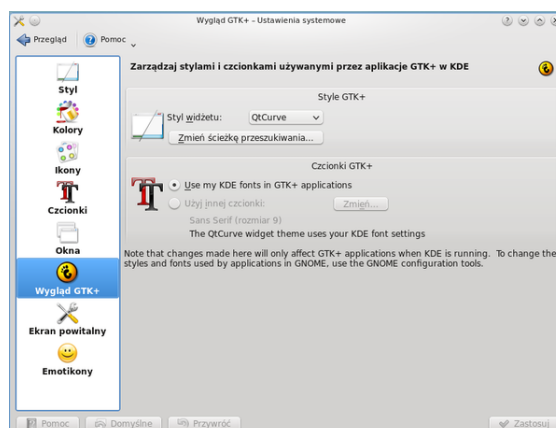 Wygląd GTK+ – Ustawienia systemowe
Przegląd Pomoc
Zarządzaj stylami i czcionkami używanymi przez aplikacje GTK+ w KDE
Styl
Kolory
Ikony
Czcionki
Okna
Wygląd GTK+
Ekran powitalny
Emotikony
Style GTK+
Styl widżetu: QtCurve
Zmień ścieżkę przeszukiwania...
Czcionki GTK+
Use my KDE fonts in GTK+ applications
Użyj innej czcionki: Zmień...
Sans Serif (rozmiar 9)
The QtCurve widget theme uses your KDE font settings
Note that changes made here will only affect GTK+ applications when KDE is running. To change the
styles and fonts used by applications in GNOME, use the GNOME configuration tools.
Pomoc Domyślne Przywróć Zastosuj